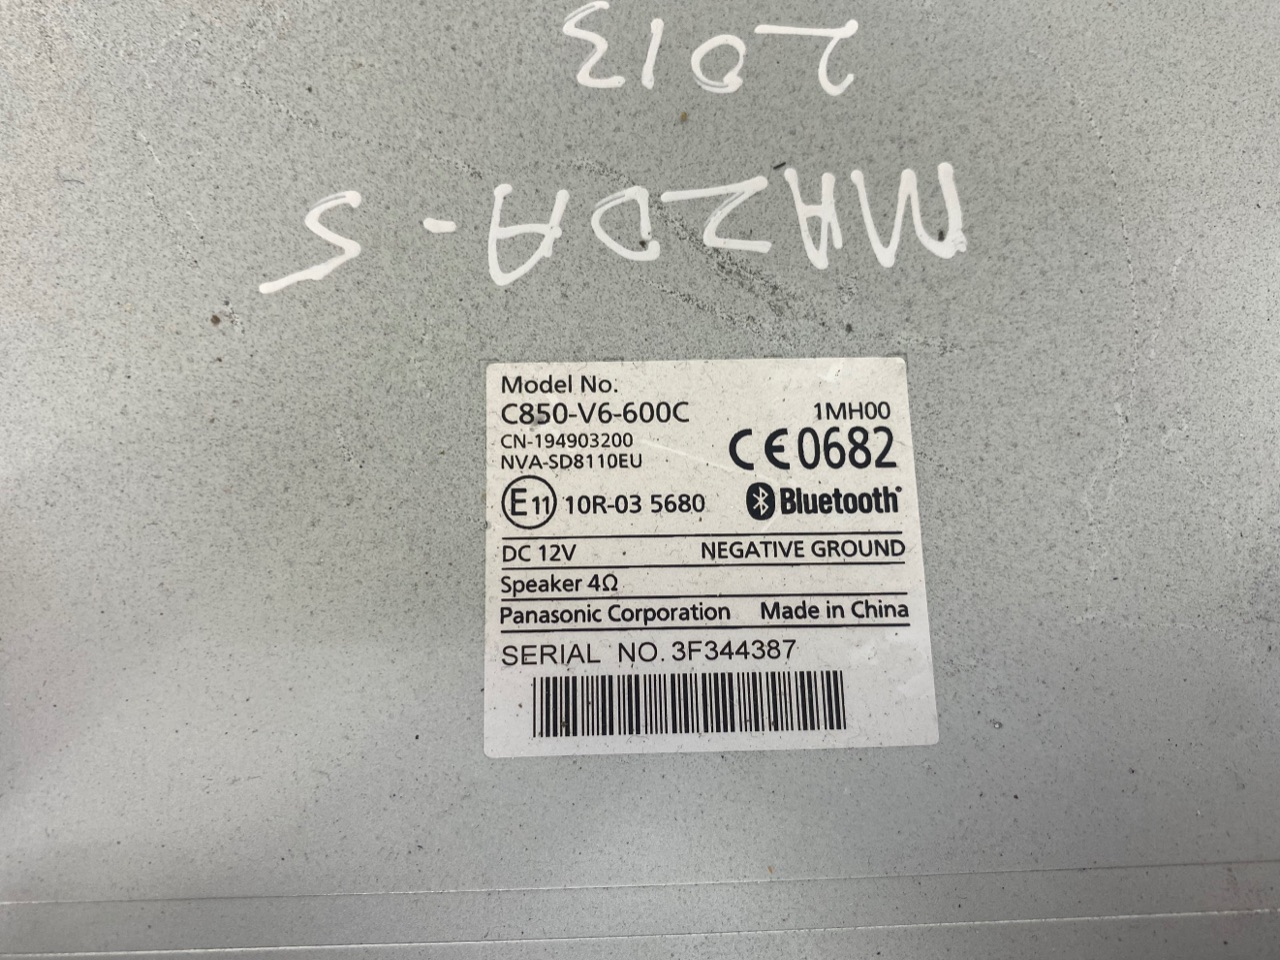 MAZDA-5
2013
Model No.
C850-V6-600C 1MH00
CN-194903200
NVA-SD8110EU CE0682
E11 10R-03 5680 Bluetooth
DC 12V NEGATIVE GROUND
Speaker 4Ω
Panasonic Corporation Made in China
SERIAL NO. 3F344387